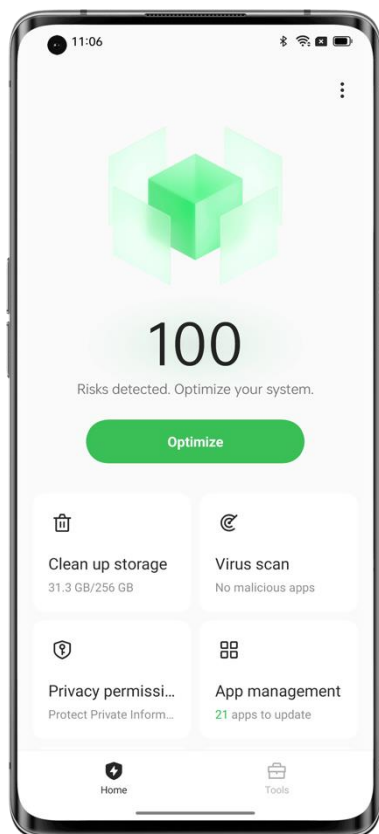 11:06
100
Risks detected. Optimize your system.
Optimize
Clean up storage
31.3 GB/256 GB
Virus scan
No malicious apps
Privacy permissi...
Protect Private Inform...
App management
21 apps to update
Home
Tools